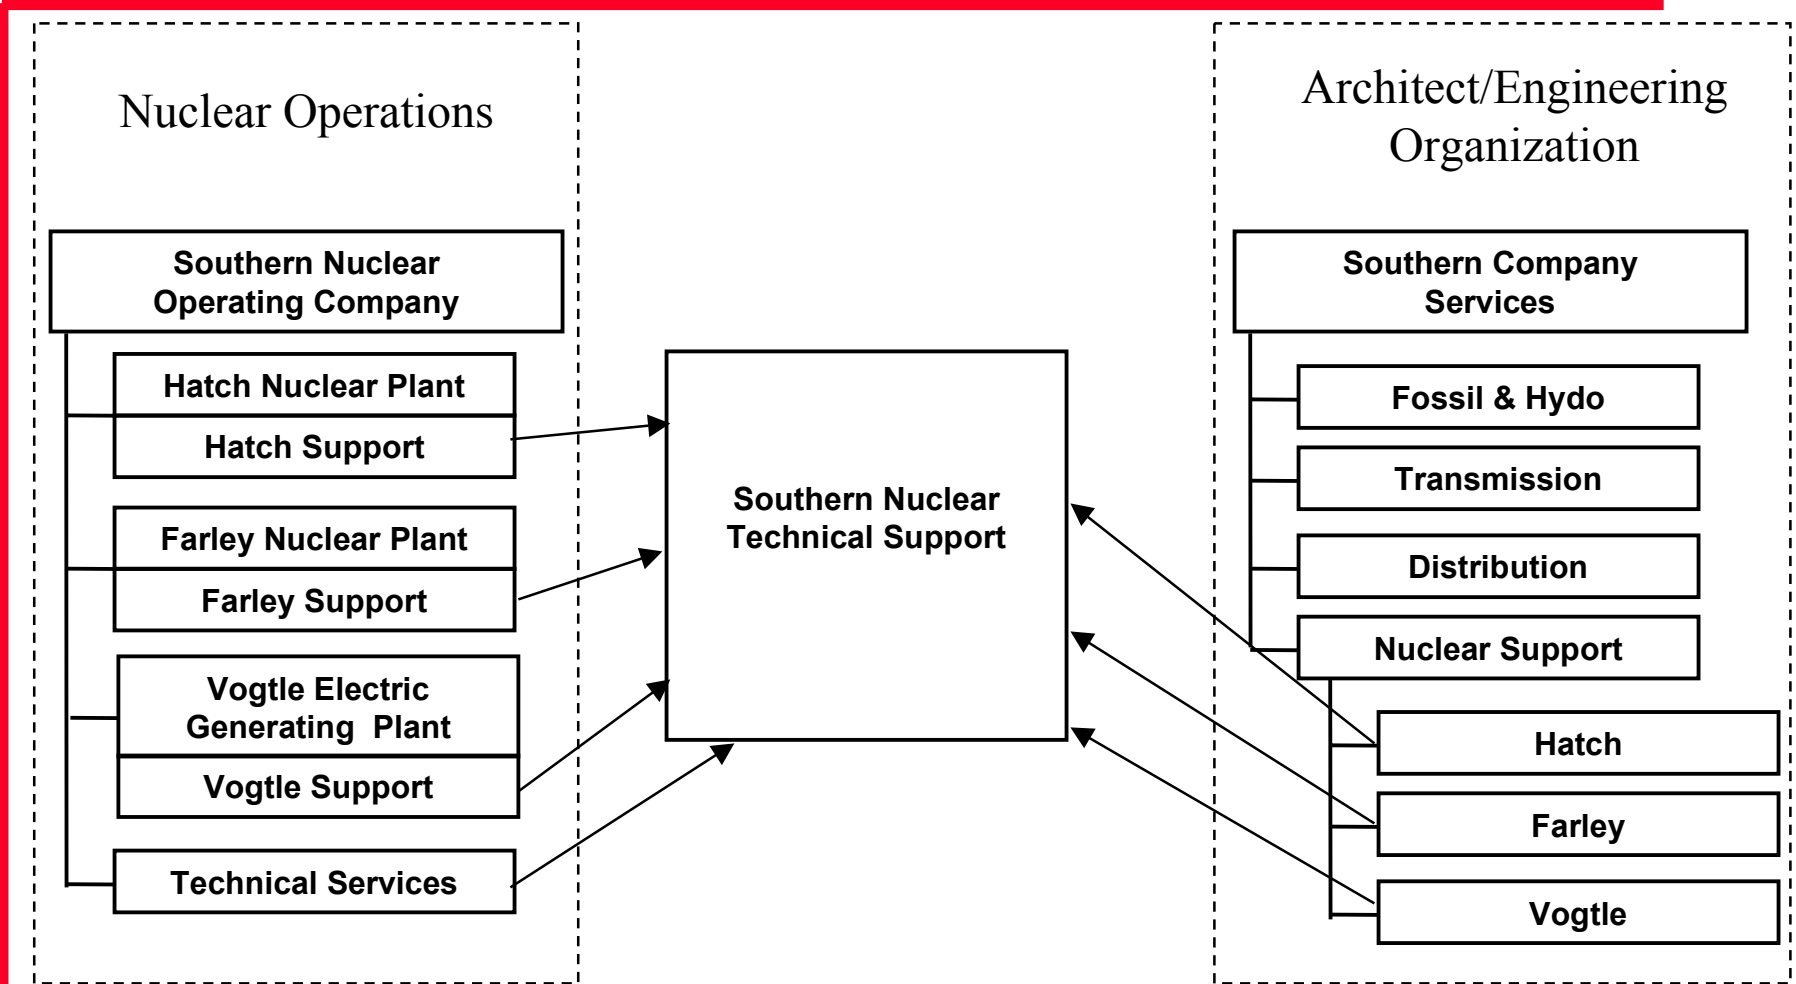 Nuclear Operations
Southern Nuclear
Operating Company
Hatch Nuclear Plant
Hatch Support
Farley Nuclear Plant
Farley Support
Vogtle Electric
Generating  Plant
Vogtle Support
Technical Services
Southern Nuclear
Technical Support
Architect/Engineering
Organization
Southern Company
Services
Fossil & Hydo
Transmission
Distribution
Nuclear Support
Hatch
Farley
Vogtle